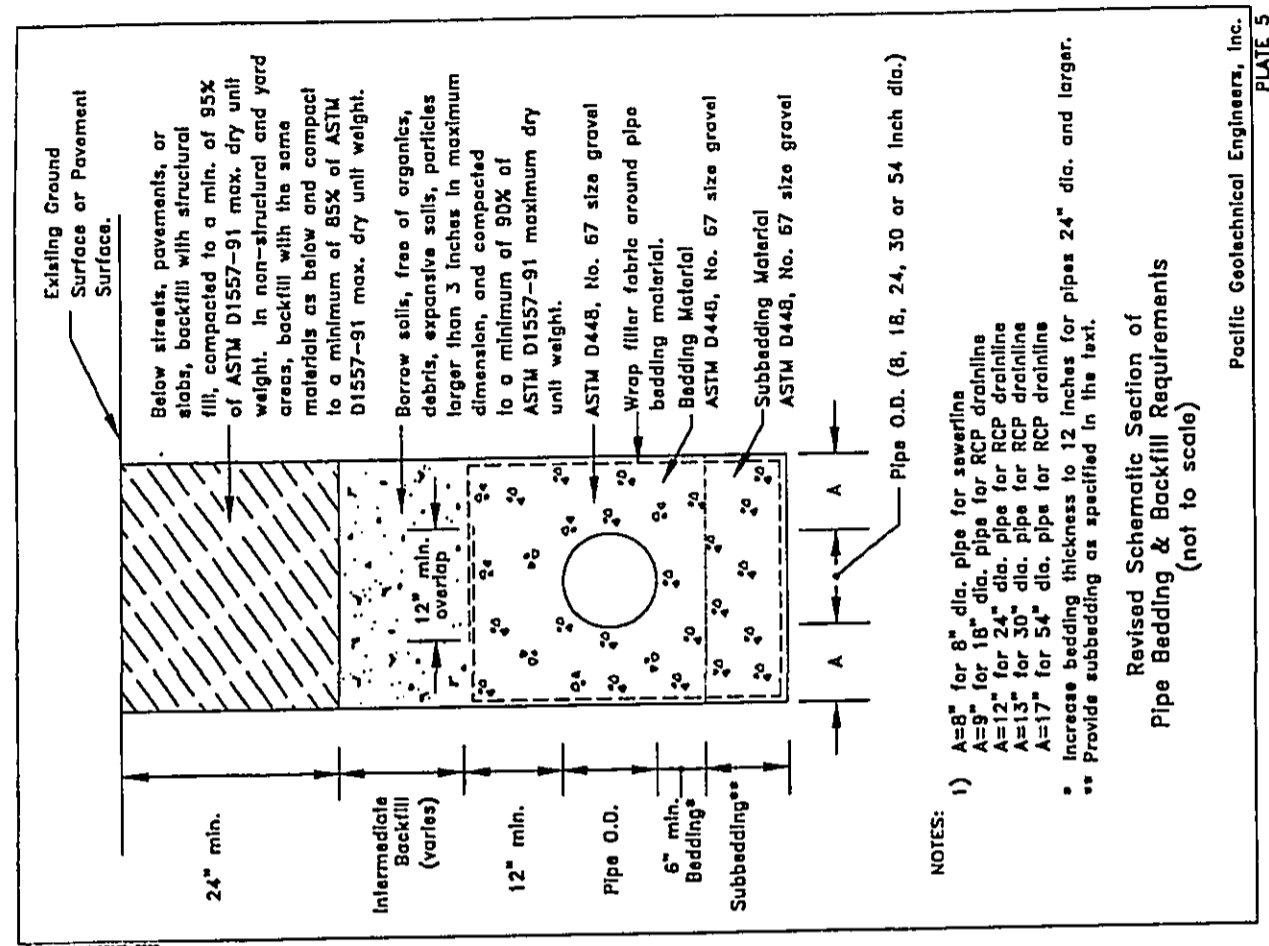 Existing Ground
Surface or Pavement
Surface.
24" min.
Below streets, pavements, or
slabs, backfill with structural
fill, compacted to a min. of 95%
of ASTM D1557-91 max. dry unit
weight. In non-structural and yard
areas, backfill with the same
materials as below and compact
to a minimum of 85% of ASTM
D1557-91 max. dry unit weight.
Intermediate
Backfill
(varies)
12" min.
overlap
Borrow soils, free of organics,
debris, expansive soils, particles
larger than 3 inches in maximum
dimension, and compacted
to a minimum of 90% of
ASTM D1557-91 maximum dry
unit weight.
12" min.
ASTM D448, No. 67 size gravel
Wrap filter fabric around pipe
bedding material.
Pipe O.D.
Bedding Material
ASTM D448, No. 67 size gravel
6" min.
Bedding*
Subbedding**
Subbedding Material
ASTM D448, No. 67 size gravel
A
A
Pipe O.D. (8, 18, 24, 30 or 54 inch dia.)
NOTES:
1) A=8" for 8" dia. pipe for sewerline
A=9" for 18" dia. pipe for RCP drainline
A=12" for 24" dia. pipe for RCP drainline
A=13" for 30" dia. pipe for RCP drainline
A=17" for 54" dia. pipe for RCP drainline
* Increase bedding thickness to 12 inches for pipes 24" dia. and larger.
** Provide subbedding as specified in the text.
Revised Schematic Section of
Pipe Bedding & Backfill Requirements
(not to scale)
Pacific Geotechnical Engineers, Inc.
PLATE 5